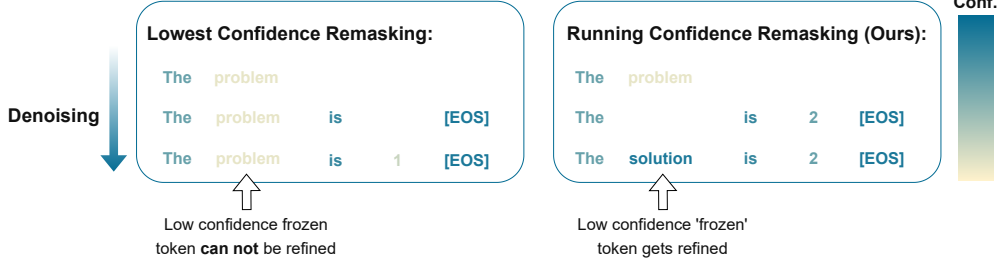 Conf.
Lowest Confidence Remasking:
The problem
The problem is [EOS]
The problem is 1 [EOS]
Denoising
Low confidence frozen
token can not be refined
Running Confidence Remasking (Ours):
The problem
The is 2 [EOS]
The solution is 2 [EOS]
Low confidence 'frozen'
token gets refined